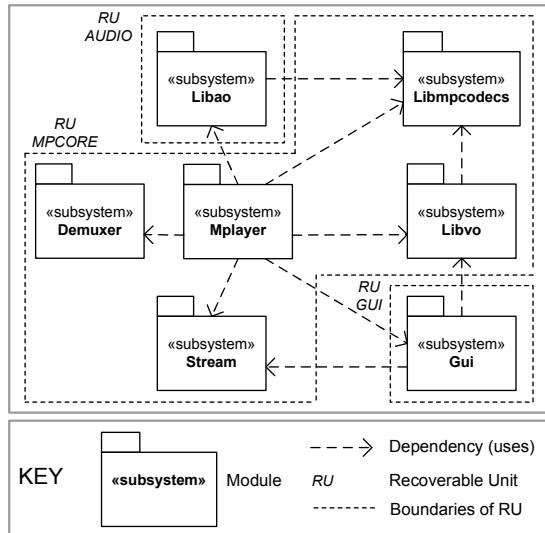 RU
AUDIO
«subsystem»
Libao
«subsystem»
Libmpcodecs
RU
MPCORE
«subsystem»
Demuxer
«subsystem»
Mplayer
«subsystem»
Libvo
RU
GUI
«subsystem»
Stream
«subsystem»
Gui
KEY
«subsystem»
Module
Dependency (uses)
RU
Recoverable Unit
Boundaries of RU